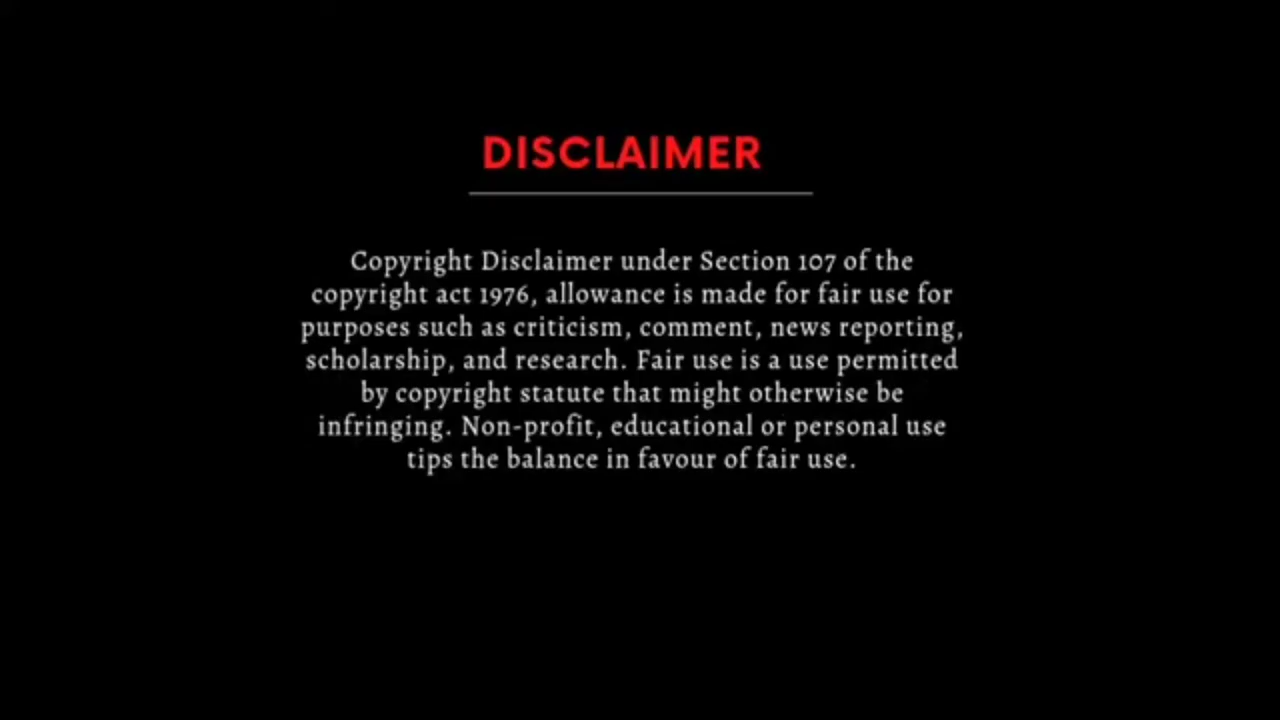 DISCLAIMER
Copyright Disclaimer under Section 107 of the
copyright act 1976, allowance is made for fair use for
purposes such as criticism, comment, news reporting,
scholarship, and research. Fair use is a use permitted
by copyright statute that might otherwise be
infringing. Non-profit, educational or personal use
tips the balance in favour of fair use.